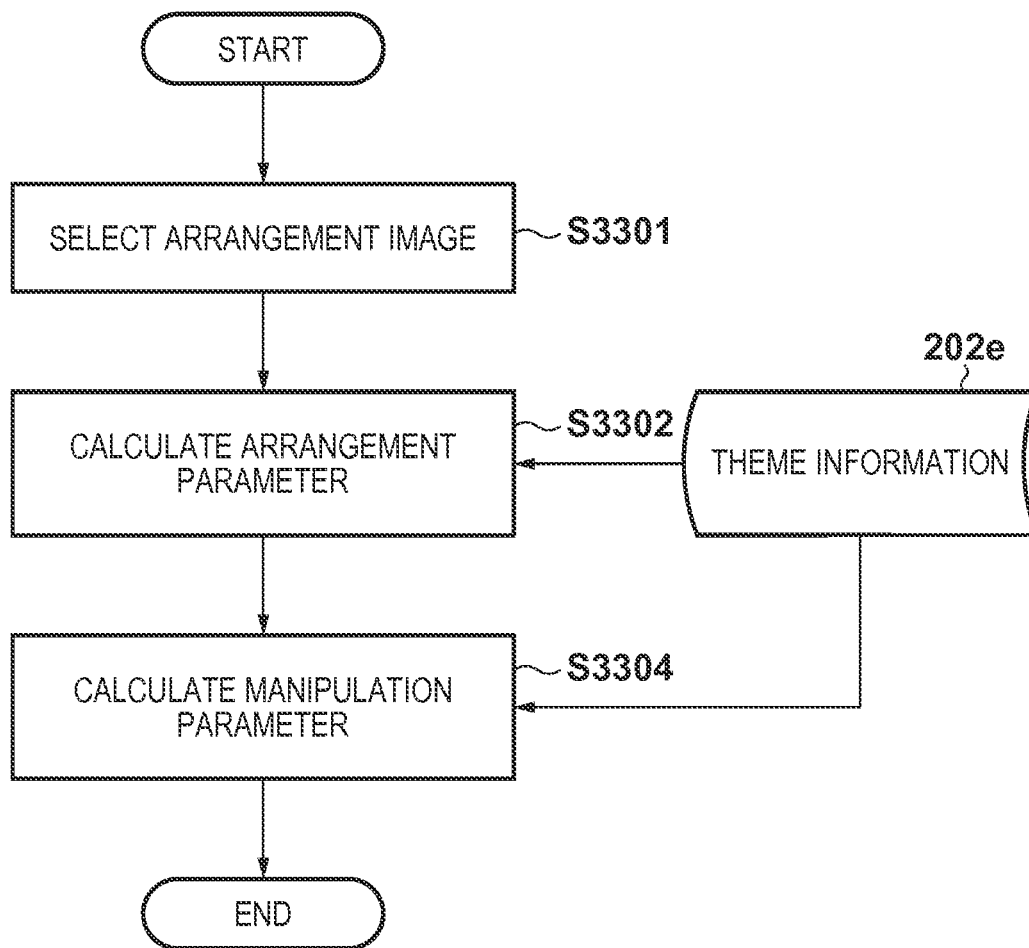 START
SELECT ARRANGEMENT IMAGE
S3301
202e
CALCULATE ARRANGEMENT
PARAMETER
S3302
THEME INFORMATION
CALCULATE MANIPULATION
PARAMETER
S3304
END